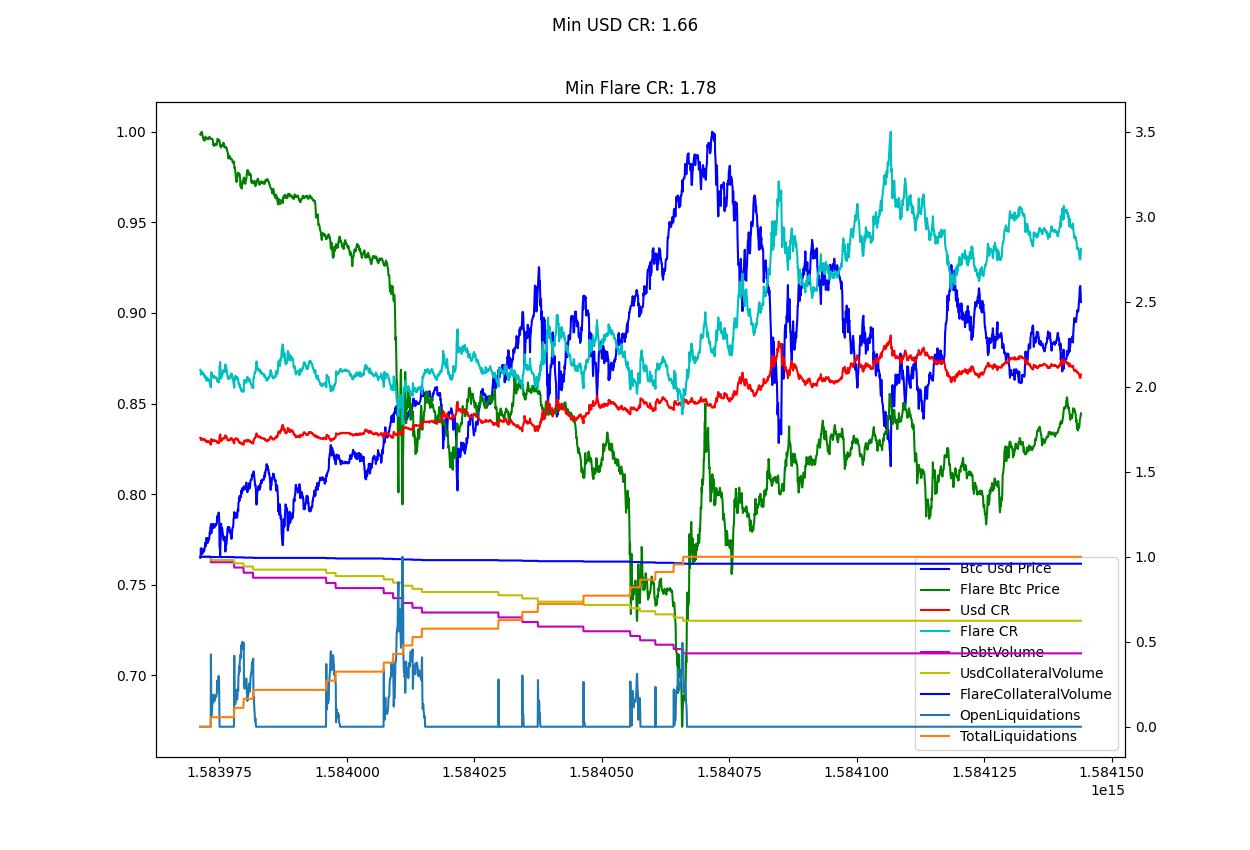 Min USD CR: 1.66
Min Flare CR: 1.78
1.00
0.95
0.90
0.85
0.80
0.75
0.70
3.5
3.0
2.5
2.0
1.5
1.0
0.5
0.0
Btc Usd Price
Flare Btc Price
Usd CR
Flare CR
DebtVolume
UsdCollateralVolume
FlareCollateralVolume
OpenLiquidations
TotalLiquidations
1.583975 1.584000 1.584025 1.584050 1.584075 1.584100 1.584125 1.584150
1e15